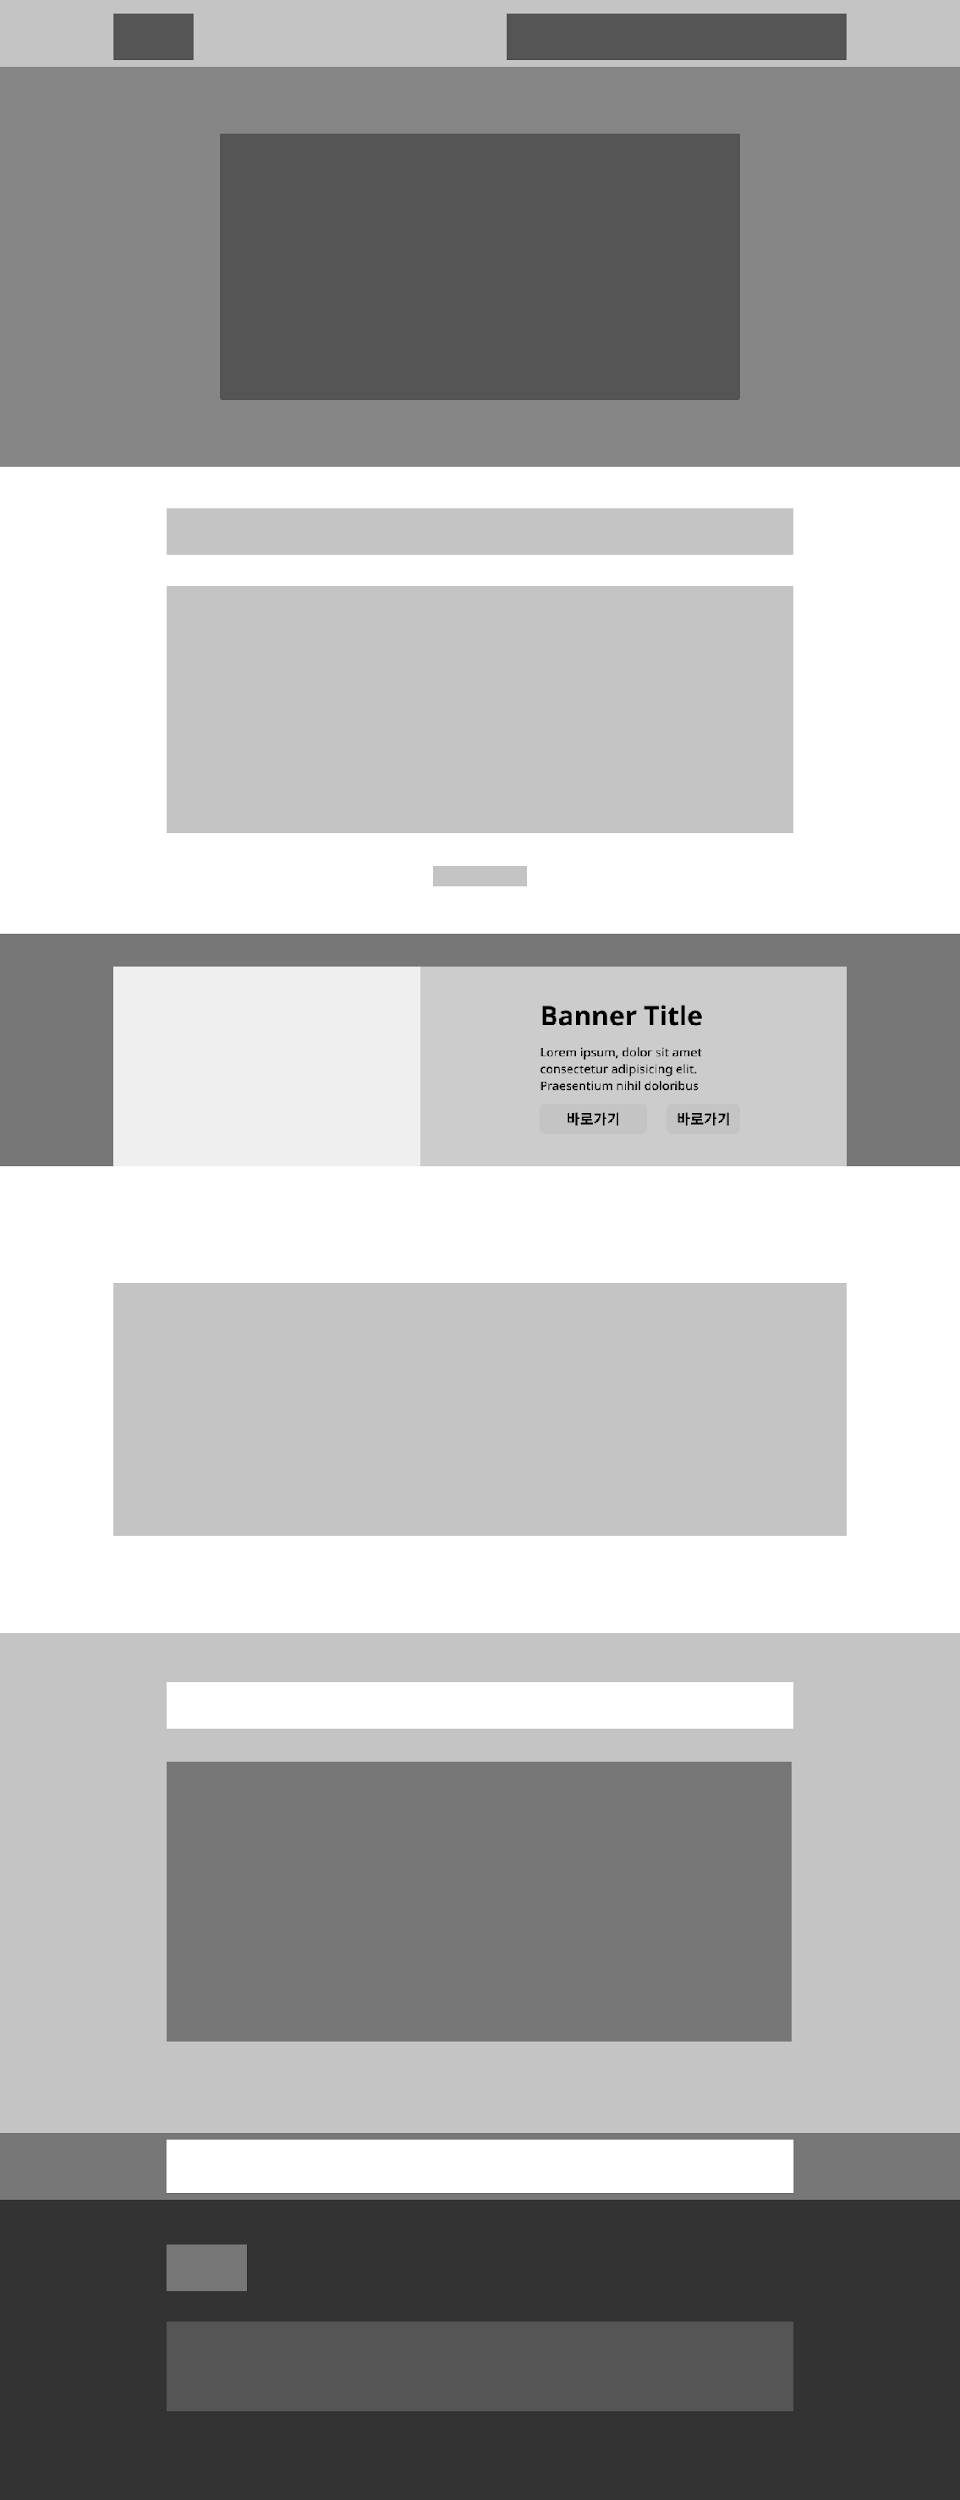 Banner Title
Lorem ipsum, dolor sit amet
consectetur adipisicing elit.
Praesentium nihil doloribus
바로가기 바로가기